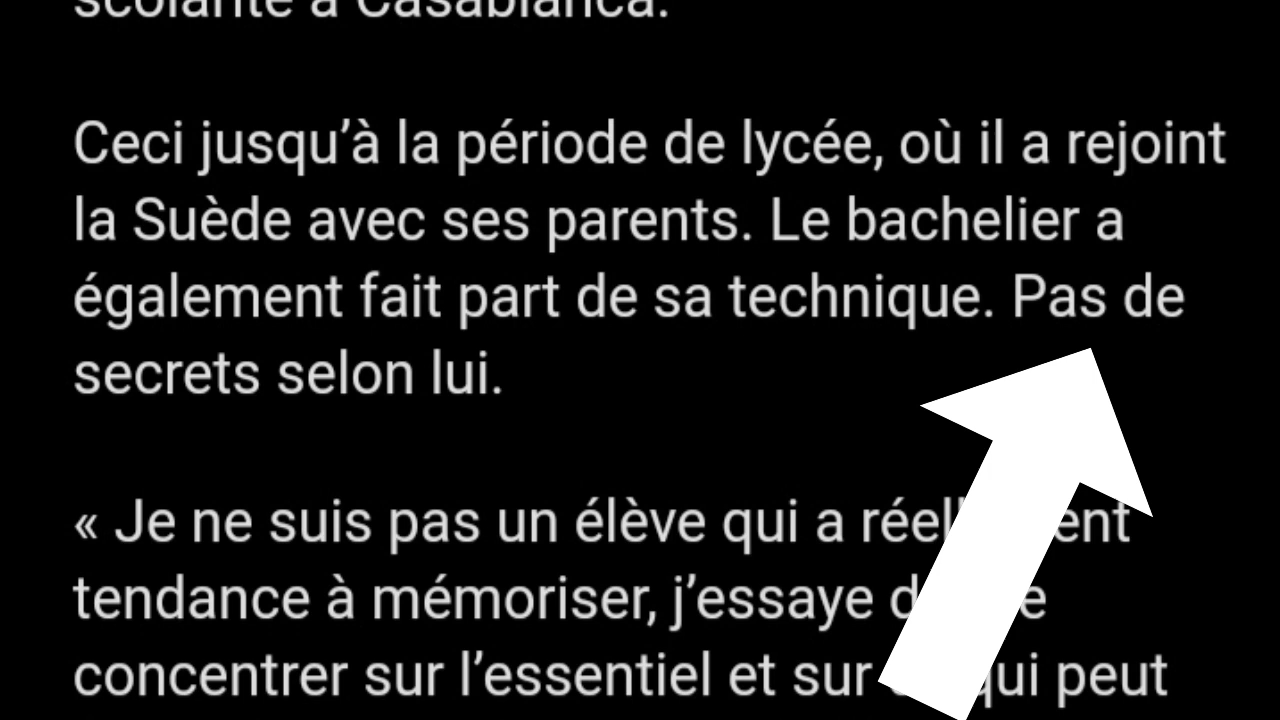 scolarité à Casablanca.
Ceci jusqu’à la période de lycée, où il a rejoint
la Suède avec ses parents. Le bachelier a
également fait part de sa technique. Pas de
secrets selon lui.
« Je ne suis pas un élève qui a
tendance à mémoriser, j’essaye
concentrer sur l’essentiel et sur qui peut